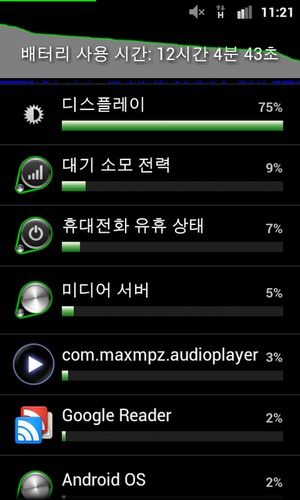 11:21
배터리 사용 시간: 12시간 4분 43초
디스플레이 75%
대기 소모 전력 9%
휴대전화 유휴 상태 7%
미디어 서버 5%
com.maxmpz.audioplayer 3%
Google Reader 2%
Android OS 2%